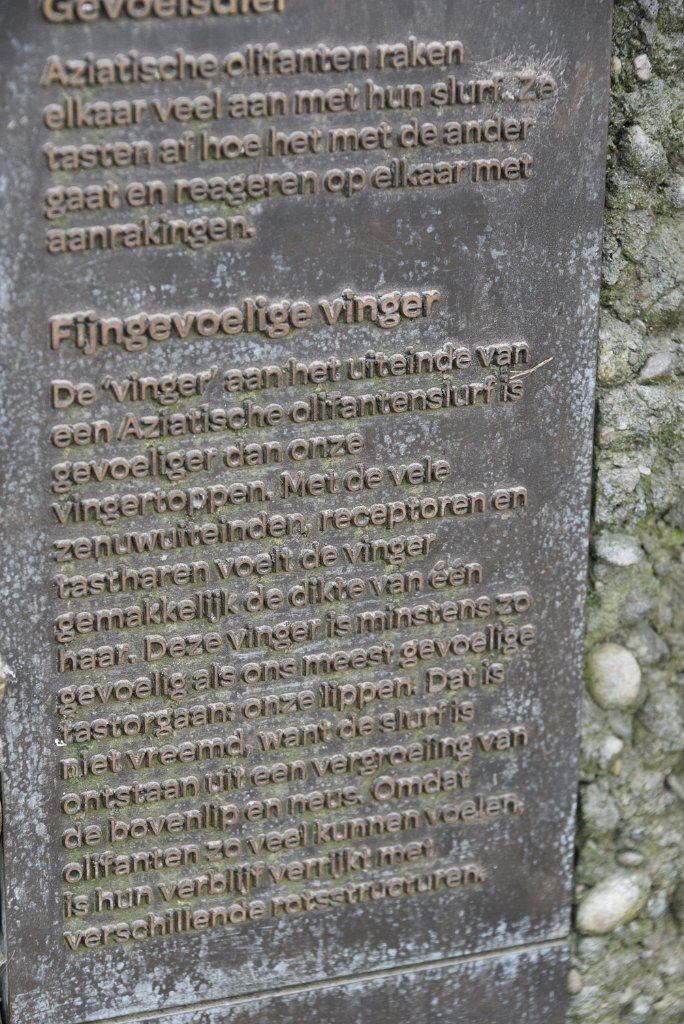 Gevoelsdier
Aziatische olifanten raken
elkaar veel aan met hun slurf. Ze
tasten af hoe het met de ander
gaat en reageren op elkaar met
aanrakingen.
Fijngevoelige vinger
De ‘vinger’ aan het uiteinde van
een Aziatische olifantenslurf is
gevoeliger dan onze
vingertoppen. Met de vele
zenuwuiteinden, receptoren en
tastharen voelt de vinger
gemakkelijk de dikte van één
haar. Deze vinger is minstens zo
gevoelig als ons meest gevoelige
tastorgaan: onze lippen. Dat is
niet vreemd, want de slurf is
ontstaan uit een vergroeiing van
de bovenlip en neus. Omdat
olifanten zo veel kunnen voelen,
is hun verblijf verrijkt met
verschillende rotsstructuren.